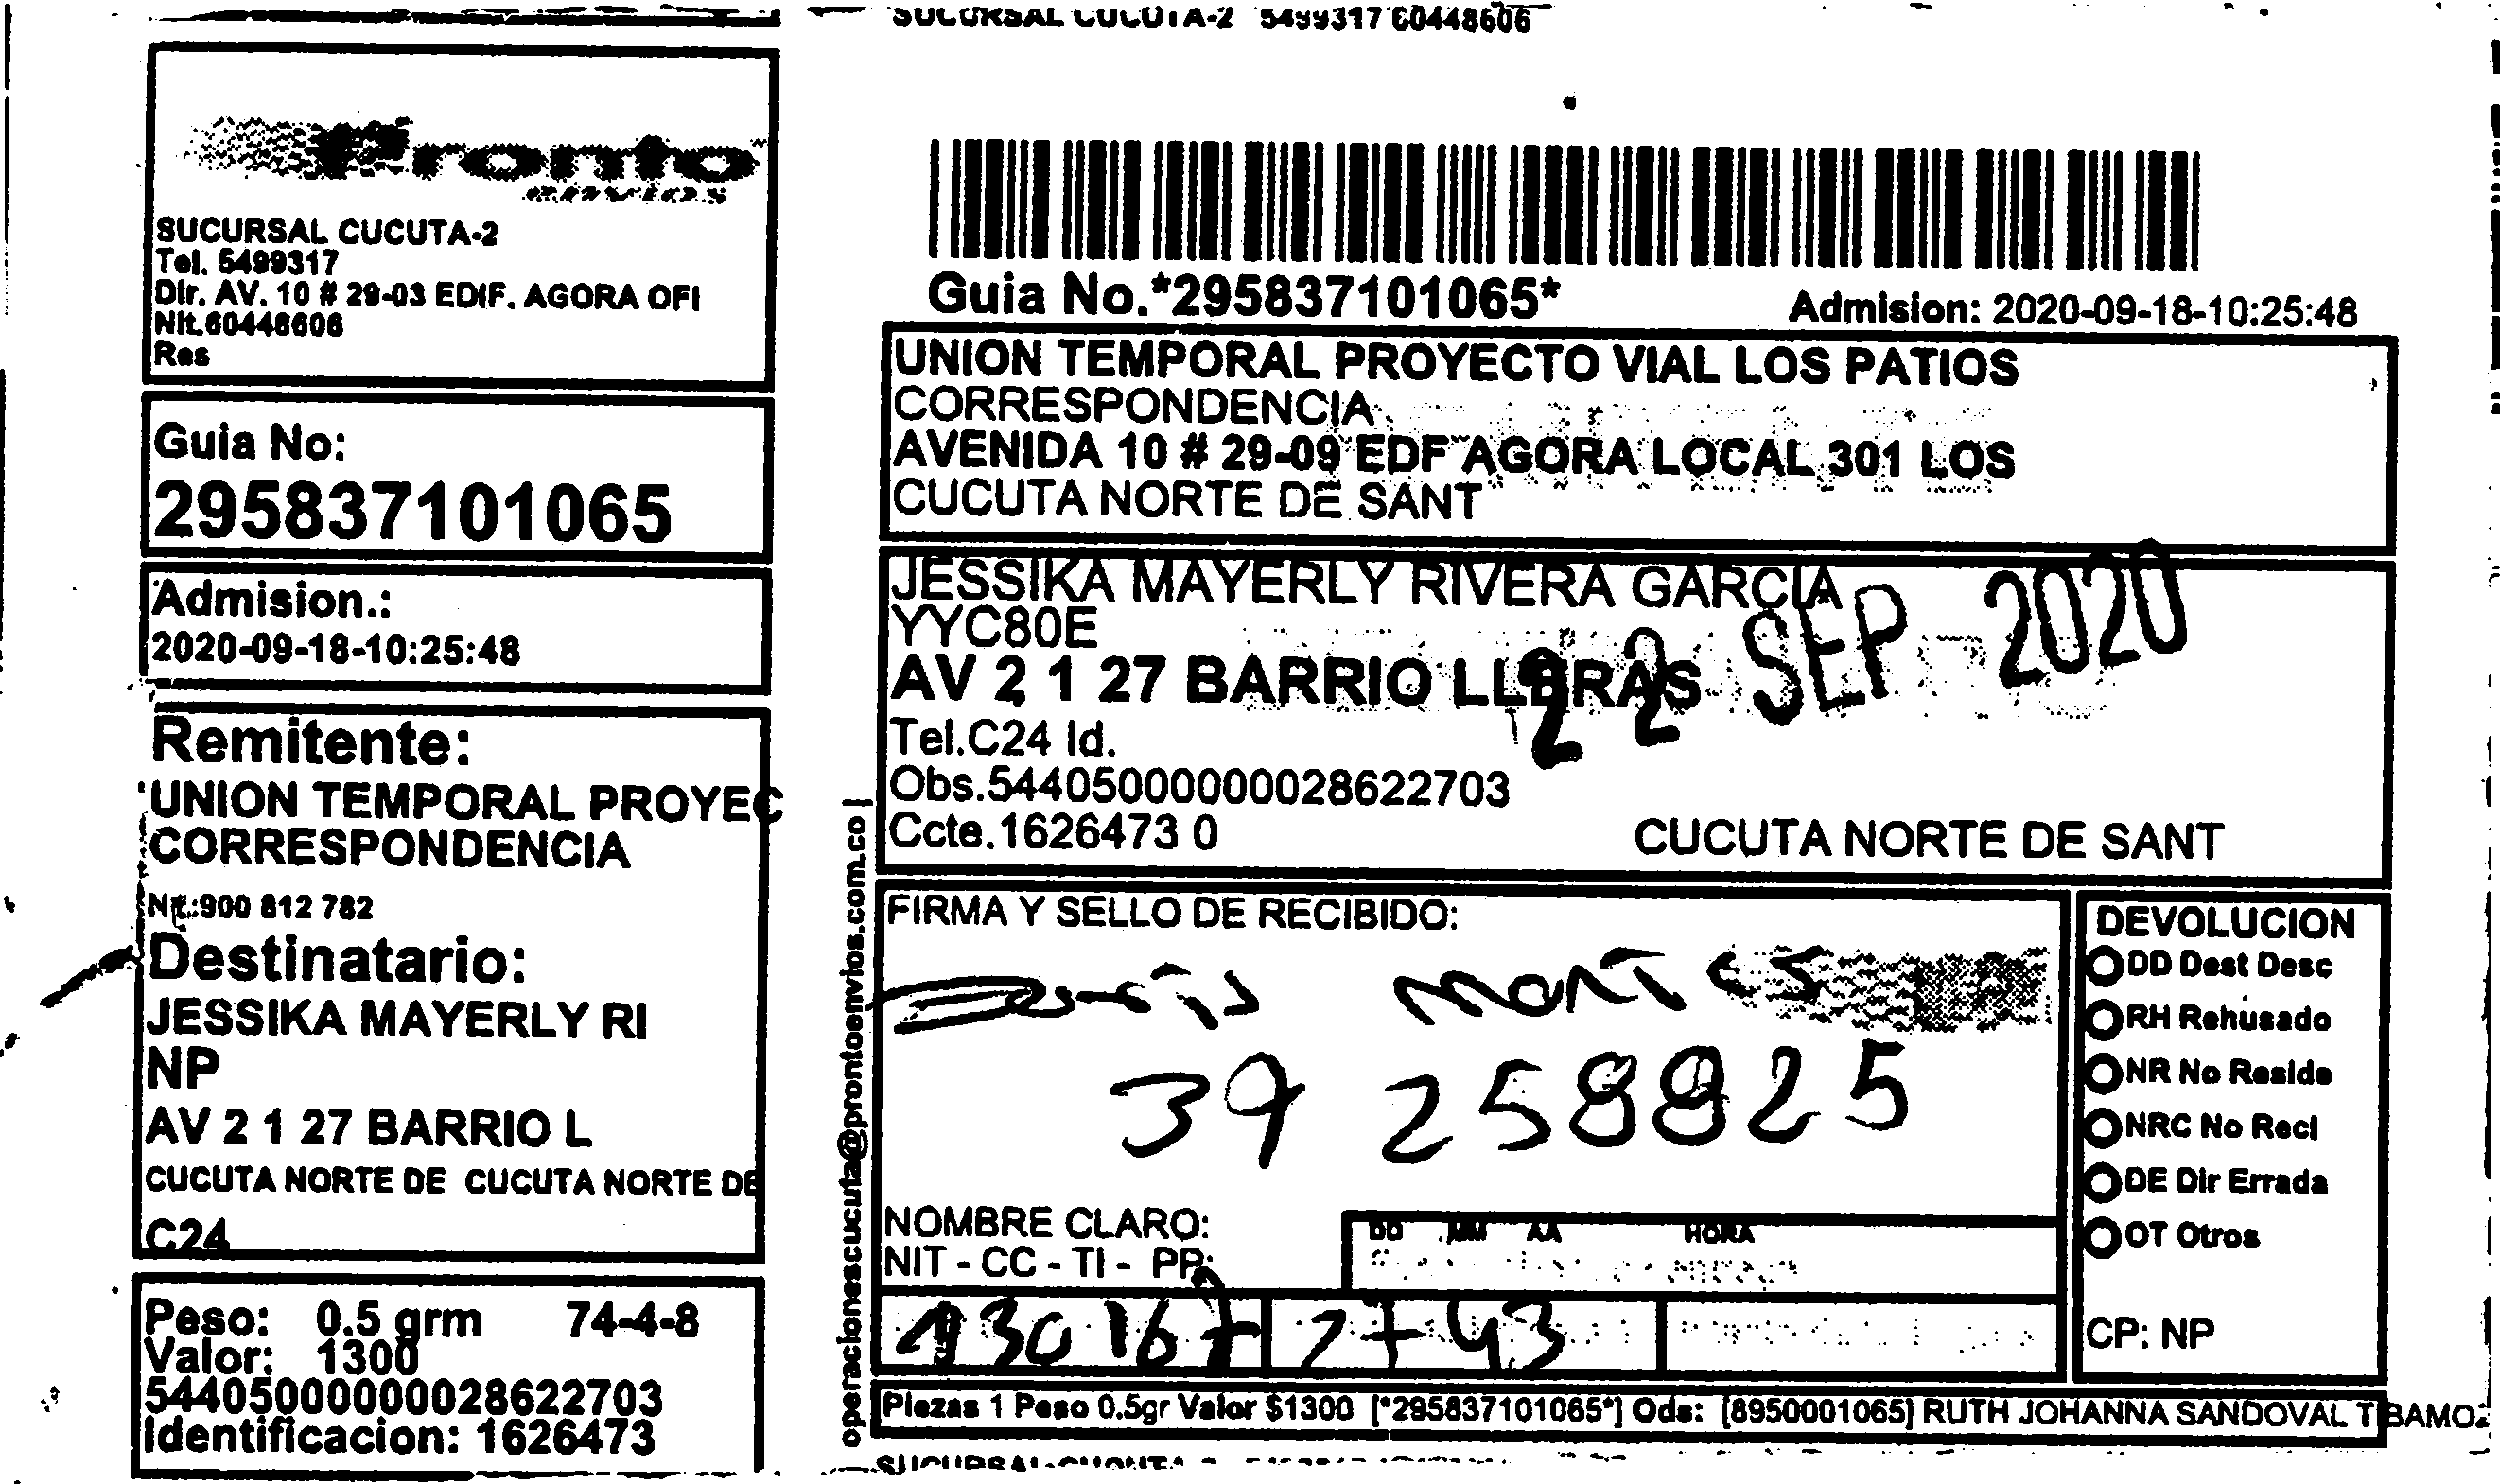 SUCURSAL CUCUTA-2 5499317 60448606
Pronto
SUCURSAL CUCUTA-2
Tel. 5499317
Dir. AV. 10 # 29-03 EDIF. AGORA OFI
Nit.60448606
Res
Guia No:
295837101065
Admision.:
2020-09-18-10:25:48
Remitente:
UNION TEMPORAL PROYEC
CORRESPONDENCIA
Nit.:900 812 782
Destinatario:
JESSIKA MAYERLY RI
NP
AV 2 1 27 BARRIO L
CUCUTA NORTE DE CUCUTA NORTE DE
C24
Peso: 0.5 grm 74-4-8
Valor: 1300
544050000000028622703
Identificacion: 1626473
operacionescucuta@prontoenvios.com.co |
Guia No.*295837101065*
Admision: 2020-09-18-10:25:48
UNION TEMPORAL PROYECTO VIAL LOS PATIOS
CORRESPONDENCIA
AVENIDA 10 # 29-09 EDF AGORA LOCAL 301 LOS
CUCUTA NORTE DE SANT
JESSIKA MAYERLY RIVERA GARCIA
YYC80E
AV 2 1 27 BARRIO LLERAS
22 SEP 2020
Tel.C24 Id.
Obs.544050000000028622703
Ccte.1626473 0
CUCUTA NORTE DE SANT
FIRMA Y SELLO DE RECIBIDO:
39 258825
NOMBRE CLARO:
NIT - CC - TI - PP:
DD MM AA HORA
DEVOLUCION
DD Dest Desc
RH Rehusado
NR No Reside
NRC No Recl
DE Dir Errada
OT Otros
CP: NP
Piezas 1 Peso 0.5gr Valor $1300 [*295837101065*] Ods: [8950001065] RUTH JOHANNA SANDOVAL TIBAMOZ